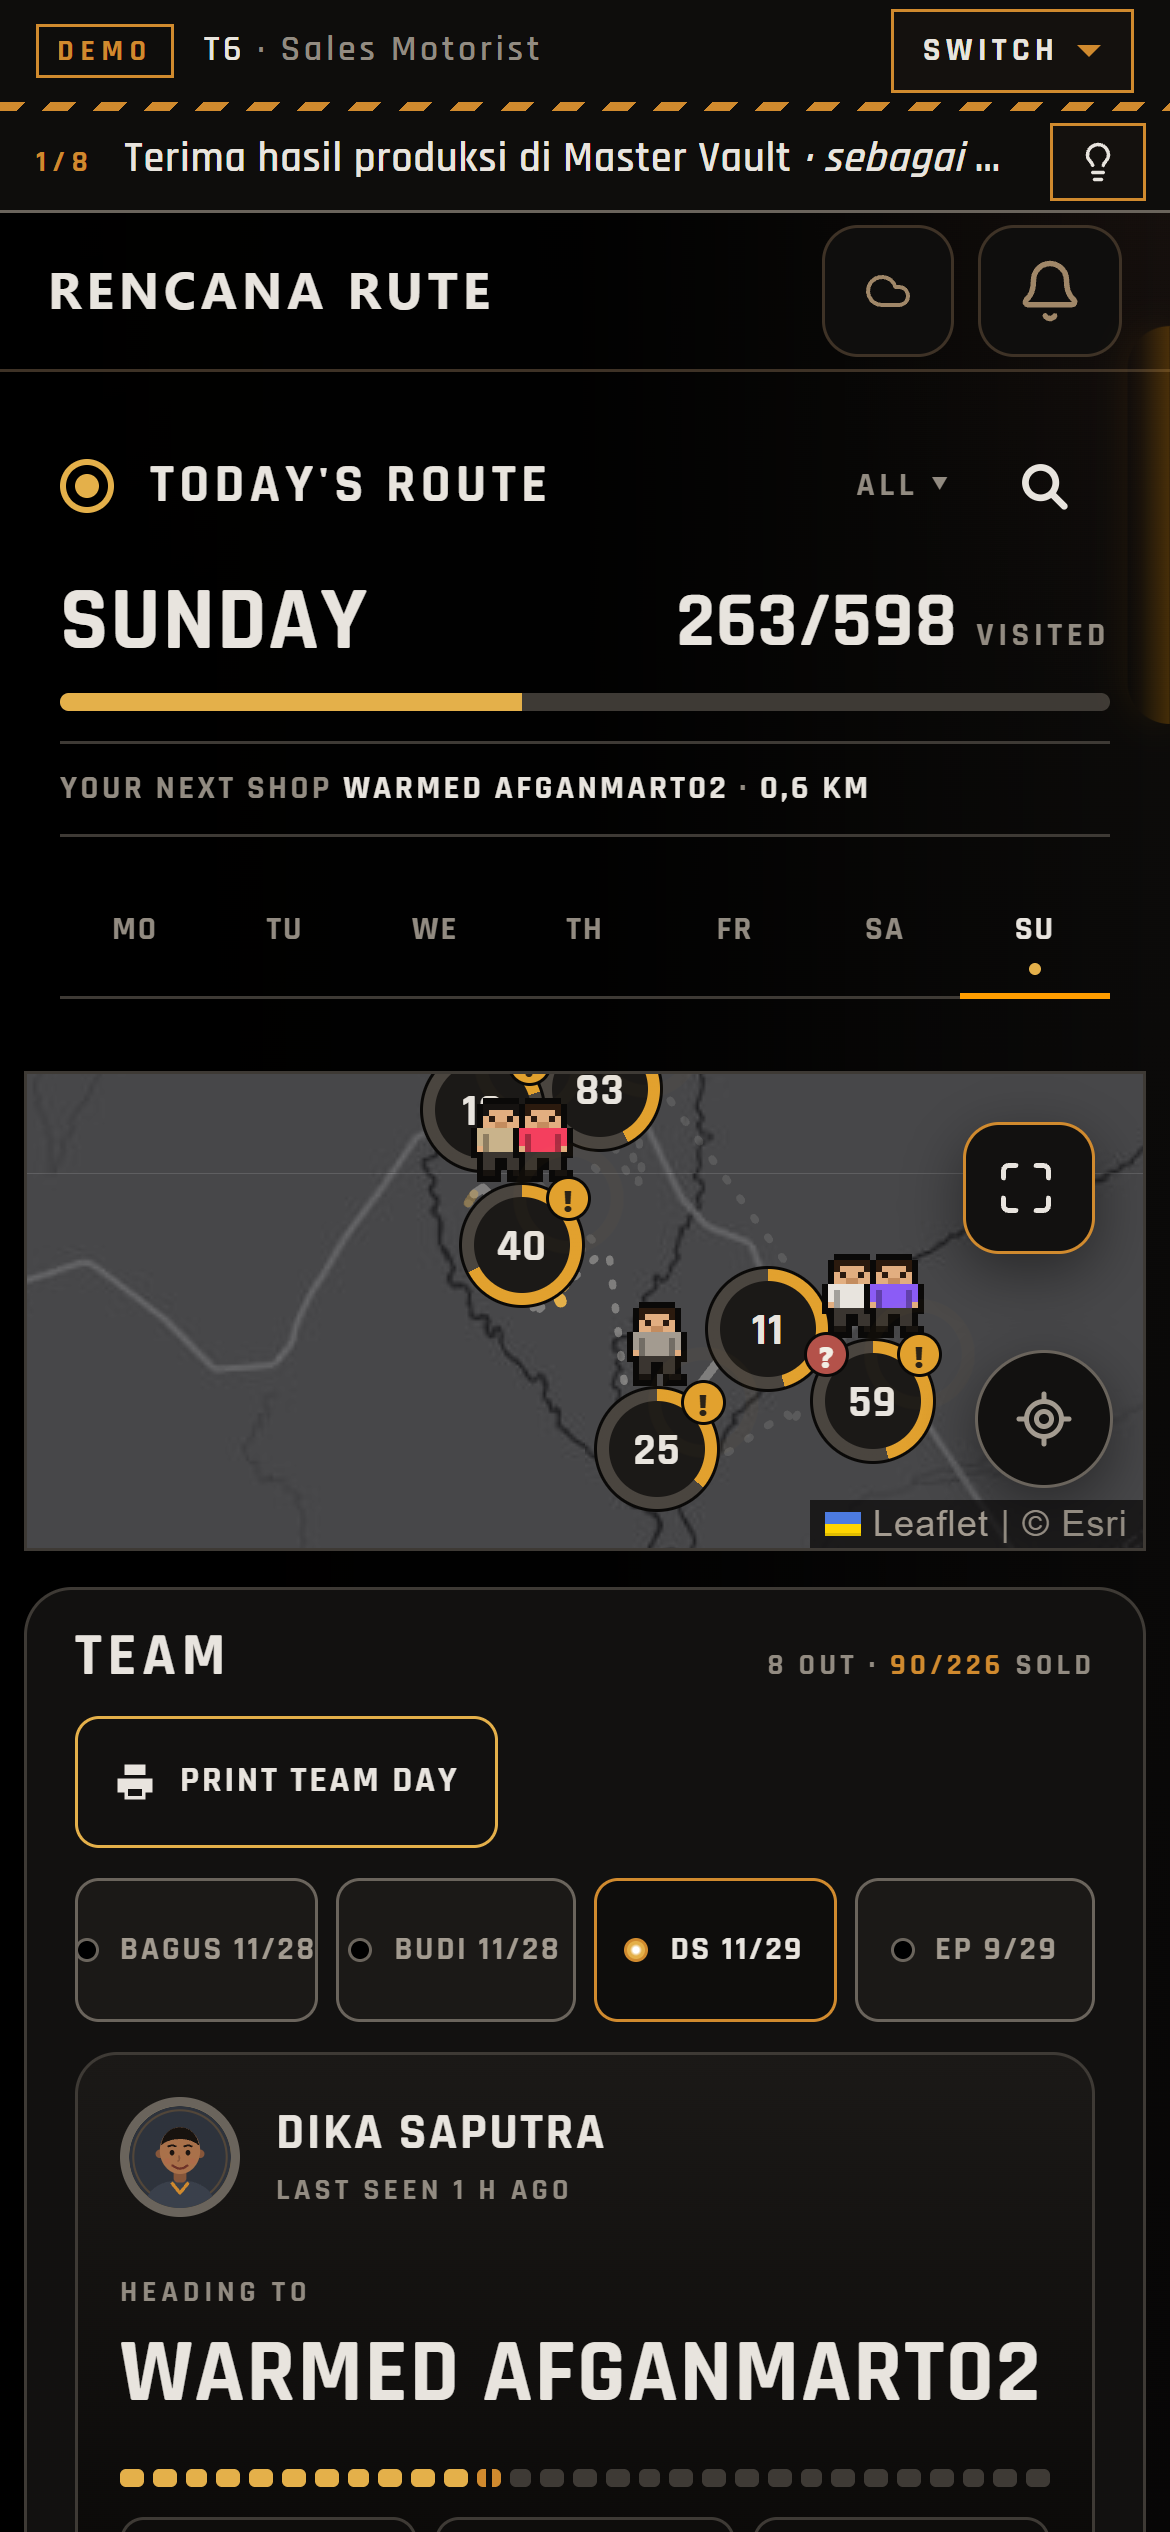 DEMO T6 · Sales Motorist SWITCH
1/8 Terima hasil produksi di Master Vault · sebagai ...
RENCANA RUTE
TODAY'S ROUTE ALL
SUNDAY 263/598 VISITED
YOUR NEXT SHOP WARMED AFGANMART02 · 0,6 KM
MO TU WE TH FR SA SU
83
40 !
11 ? !
59
! 25
Leaflet | © Esri
TEAM 8 OUT · 90/226 SOLD
PRINT TEAM DAY
BAGUS 11/28 BUDI 11/28 DS 11/29 EP 9/29
DIKA SAPUTRA
LAST SEEN 1 H AGO
HEADING TO
WARMED AFGANMART02